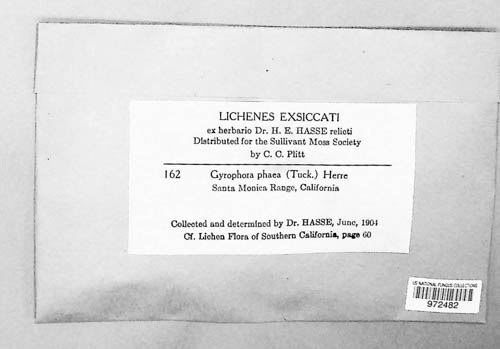 LICHENES EXSICCATI
ex herbario Dr. H. E. HASSE relicti
Distributed for the Sullivant Moss Society
by C. C. Plitt
162 Gyrophora phaea (Tuck.) Herre
Santa Monica Range, California
Collected and determined by Dr. HASSE, June, 1904
Cf. Lichen Flora of Southern California, page 60
US NATIONAL FUNGUS COLLECTIONS
972482